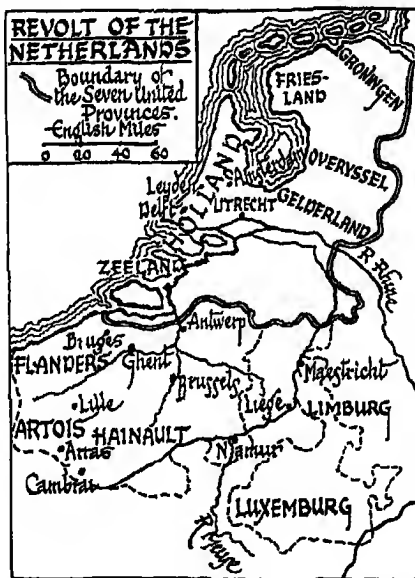 REVOLT OF THE
NETHERLANDS
Boundary of
the Seven United
Provinces.
English Miles
0 20 40 60
GRONINGEN
FRIES-
LAND
HOLLAND
Amsterdam
OVERYSSEL
Leyden
Delft
UTRECHT
GELDERLAND
R. Rhine
ZEELAND
Antwerp
Bruges
FLANDERS
Ghent
Brussels
Maestricht
Lille
Liége
LIMBURG
ARTOIS
HAINAULT
Arras
Namur
Cambrai
LUXEMBURG
R. Meuse